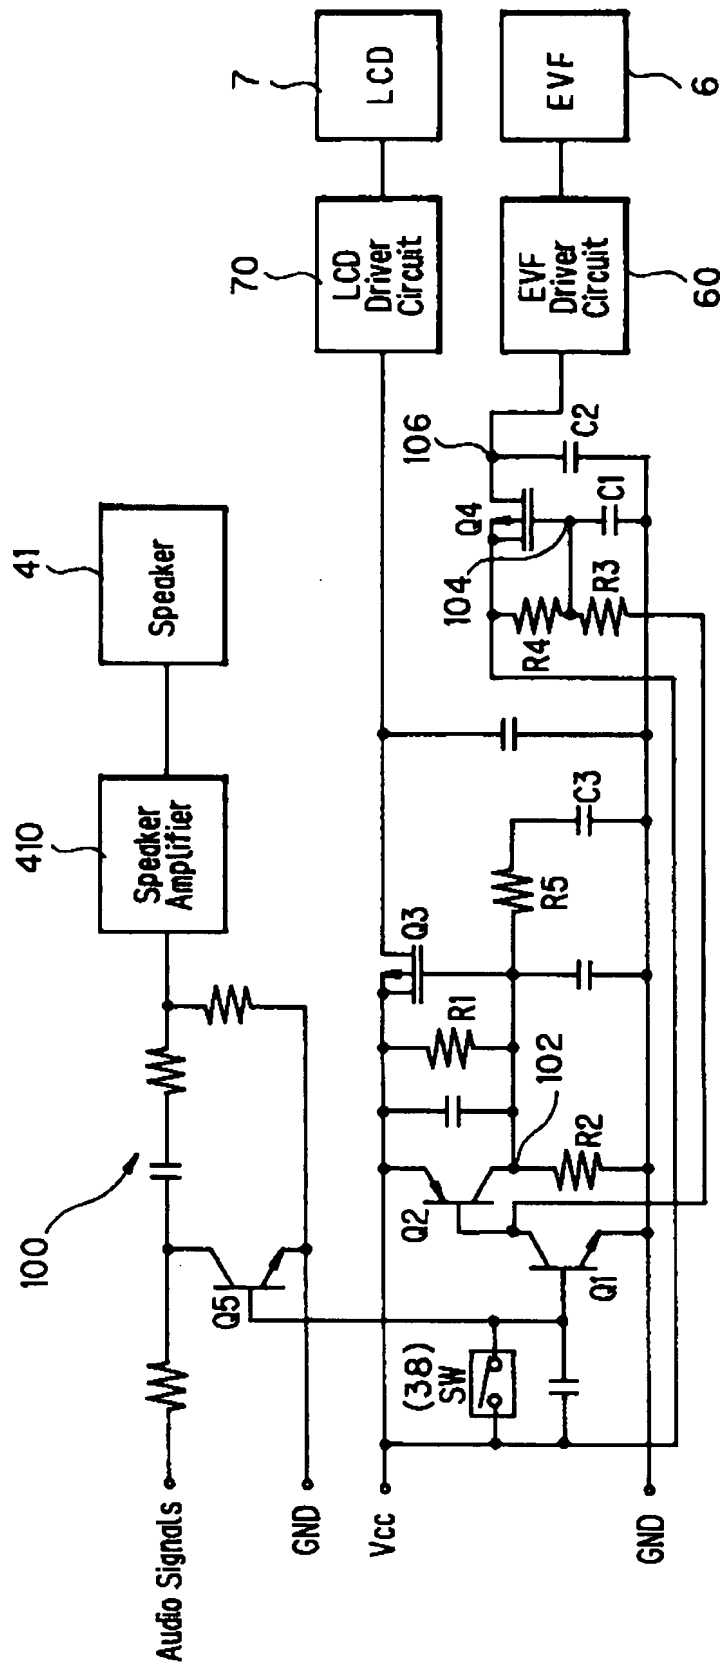 100
Audio Signals
GND
Q5
410
Speaker
Amplifier
41
Speaker
Vcc
GND
(38)
SW
Q1
Q2
R2
102
R1
Q3
R5
C3
R4
R3
104
Q4
C1
106
C2
70
LCD
Driver
Circuit
7
LCD
EVF
Driver
Circuit
60
EVF
6